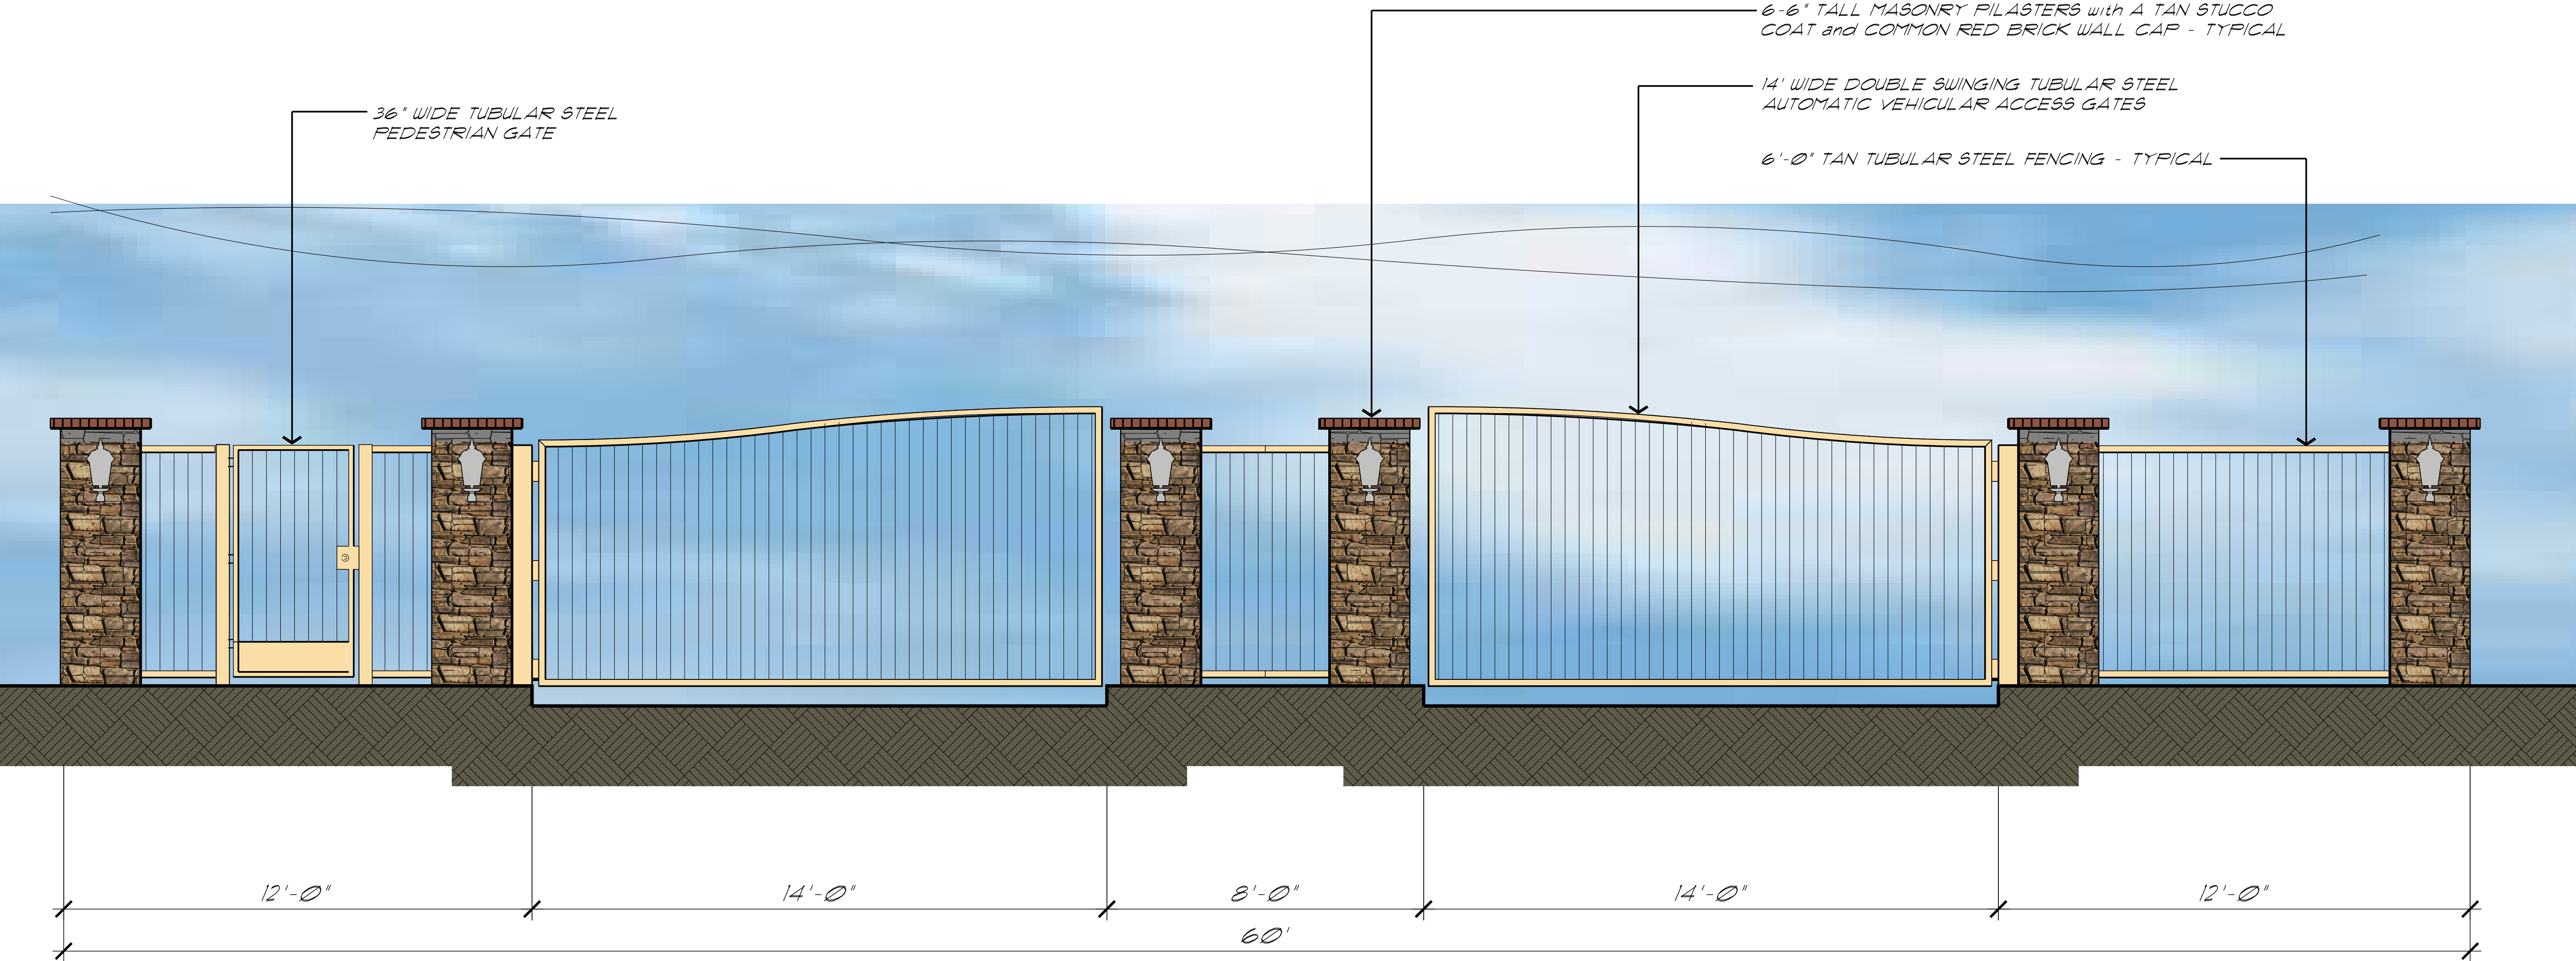 6-6" TALL MASONRY PILASTERS with A TAN STUCCO
COAT and COMMON RED BRICK WALL CAP - TYPICAL
14' WIDE DOUBLE SWINGING TUBULAR STEEL
AUTOMATIC VEHICULAR ACCESS GATES
36" WIDE TUBULAR STEEL
PEDESTRIAN GATE
6'-0" TAN TUBULAR STEEL FENCING - TYPICAL
12'-0"
14'-0"
8'-0"
14'-0"
12'-0"
60'